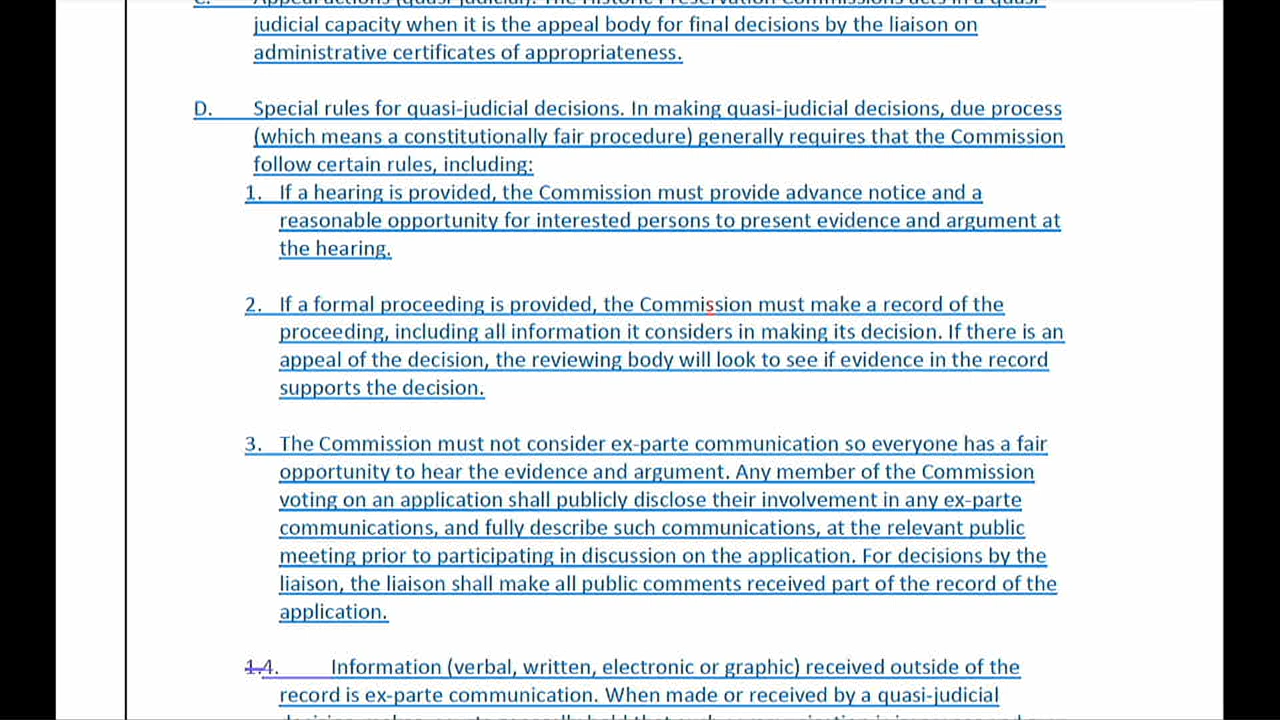 C. Appeal actions (quasi-judicial). The Historic Preservation Commissions acts in a quasi-
judicial capacity when it is the appeal body for final decisions by the liaison on
administrative certificates of appropriateness.
D. Special rules for quasi-judicial decisions. In making quasi-judicial decisions, due process
(which means a constitutionally fair procedure) generally requires that the Commission
follow certain rules, including:
1. If a hearing is provided, the Commission must provide advance notice and a
reasonable opportunity for interested persons to present evidence and argument at
the hearing.
2. If a formal proceeding is provided, the Commission must make a record of the
proceeding, including all information it considers in making its decision. If there is an
appeal of the decision, the reviewing body will look to see if evidence in the record
supports the decision.
3. The Commission must not consider ex-parte communication so everyone has a fair
opportunity to hear the evidence and argument. Any member of the Commission
voting on an application shall publicly disclose their involvement in any ex-parte
communications, and fully describe such communications, at the relevant public
meeting prior to participating in discussion on the application. For decisions by the
liaison, the liaison shall make all public comments received part of the record of the
application.
1.4. Information (verbal, written, electronic or graphic) received outside of the
record is ex-parte communication. When made or received by a quasi-judicial